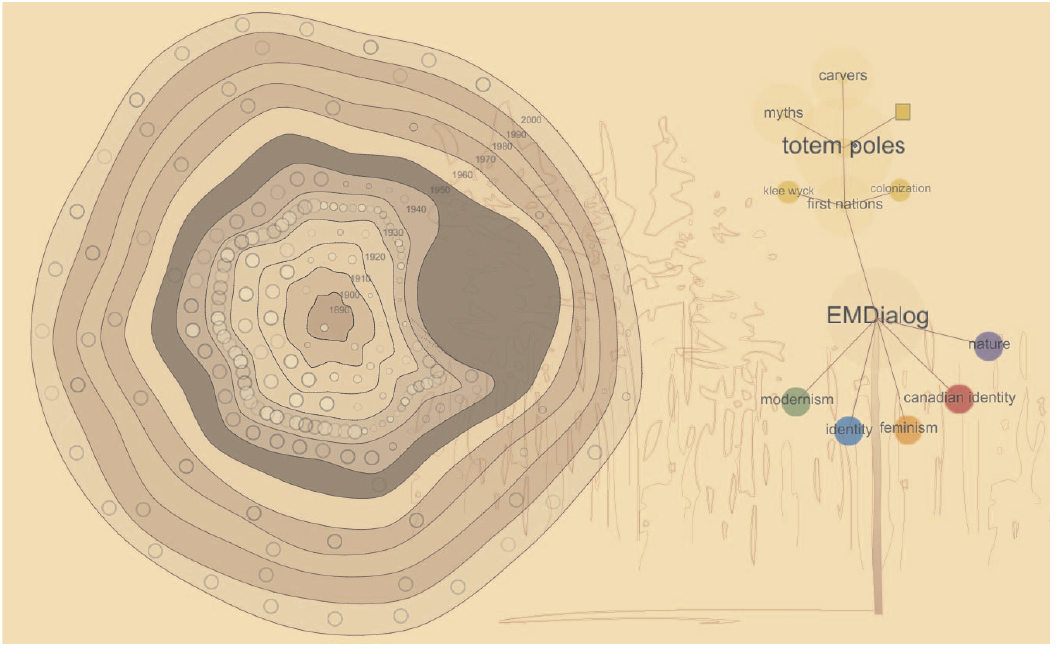 2000
1990
1980
1970
1960
1950
1940
1930
1920
1910
1900
1890
carvers
myths
totem poles
klee wyck
colonization
first nations
EMDialog
nature
modernism
canadian identity
identity
feminism